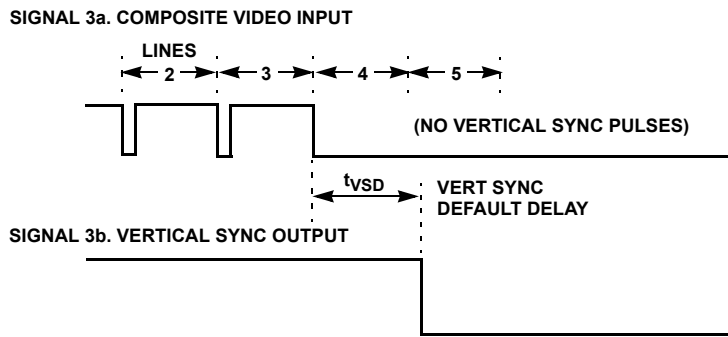 SIGNAL 3a. COMPOSITE VIDEO INPUT
LINES
2 3 4 5
(NO VERTICAL SYNC PULSES)
tVSD
VERT SYNC
DEFAULT DELAY
SIGNAL 3b. VERTICAL SYNC OUTPUT